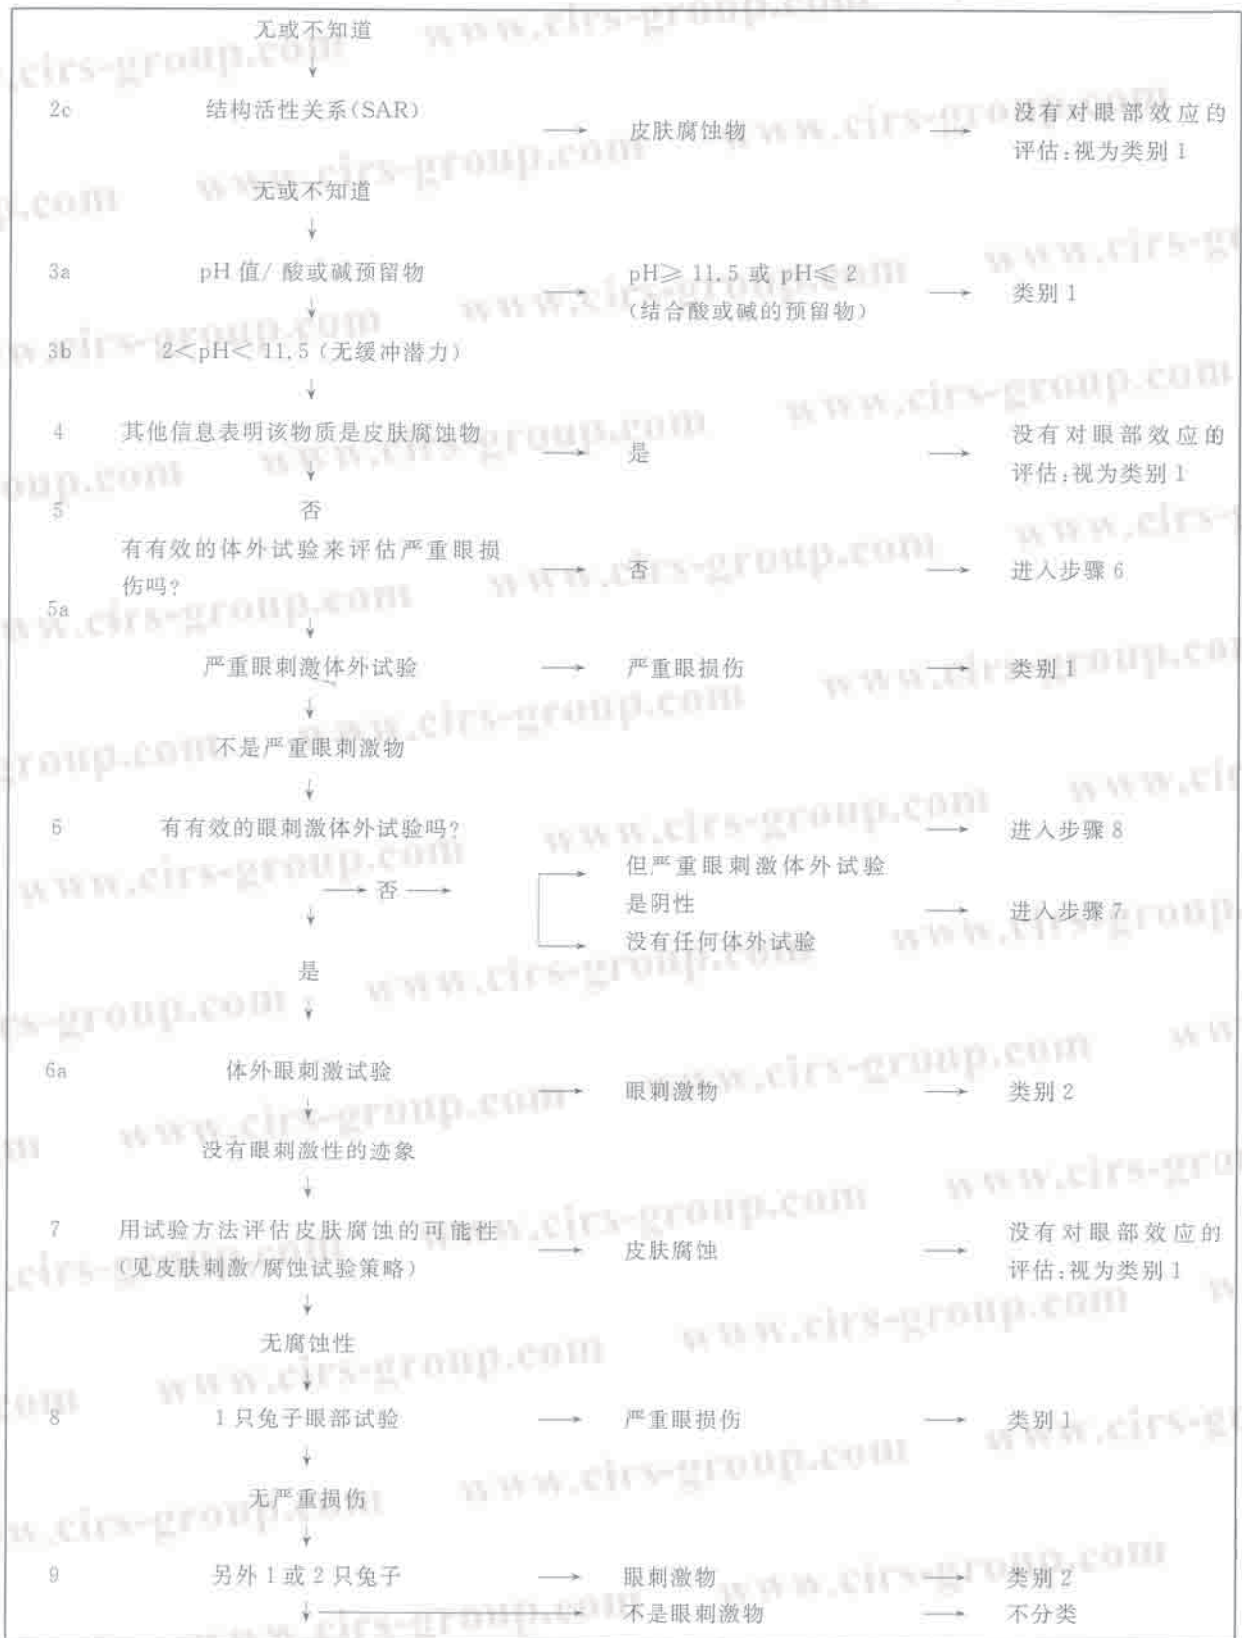 无或不知道
↓
2c 结构活性关系(SAR) → 皮肤腐蚀物 → 没有对眼部效应的
评估:视为类别 1
无或不知道
↓
3a pH 值/ 酸或碱预留物 → pH≥ 11.5 或 pH≤ 2
(结合酸或碱的预留物) → 类别 1
↓
3b 2<pH< 11.5 (无缓冲潜力)
↓
4 其他信息表明该物质是皮肤腐蚀物 → 是 → 没有对眼部效应的
评估:视为类别 1
↓
5 否
有有效的体外试验来评估严重眼损
伤吗? → 否 → 进入步骤 6
5a
↓
严重眼刺激体外试验 → 严重眼损伤 → 类别 1
↓
不是严重眼刺激物
↓
6 有有效的眼刺激体外试验吗? → 进入步骤 8
→ 否 → 但严重眼刺激体外试验
是阴性 → 进入步骤 7
→ 没有任何体外试验
↓
是
↓
6a 体外眼刺激试验 → 眼刺激物 → 类别 2
↓
没有眼刺激性的迹象
↓
7 用试验方法评估皮肤腐蚀的可能性
(见皮肤刺激/腐蚀试验策略) → 皮肤腐蚀 → 没有对眼部效应的
评估:视为类别 1
↓
无腐蚀性
↓
8 1 只兔子眼部试验 → 严重眼损伤 → 类别 1
↓
无严重损伤
↓
9 另外 1 或 2 只兔子 → 眼刺激物 → 类别 2
↓ → 不是眼刺激物 → 不分类
www.cirs-group.com